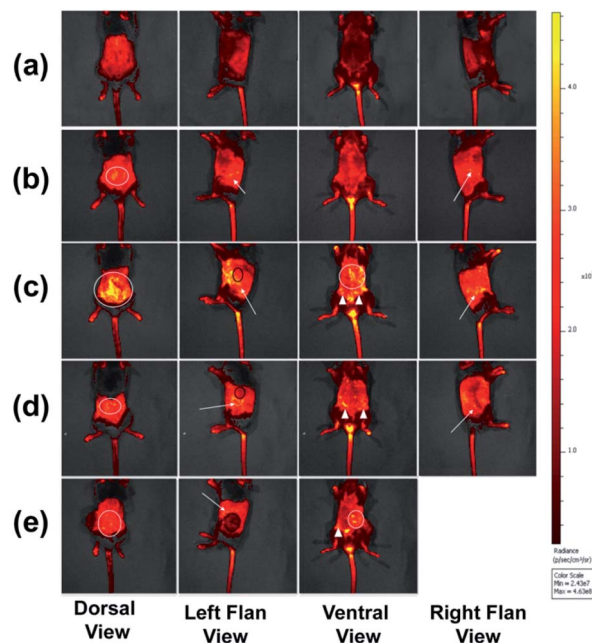 (a)
(b)
(c)
(d)
(e)
4.0
3.0
x10
2.0
1.0
Radiance
(p/sec/cm²/sr)
Color Scale
Min = 2.43e7
Max = 4.63e8
Dorsal View
Left Flan View
Ventral View
Right Flan View